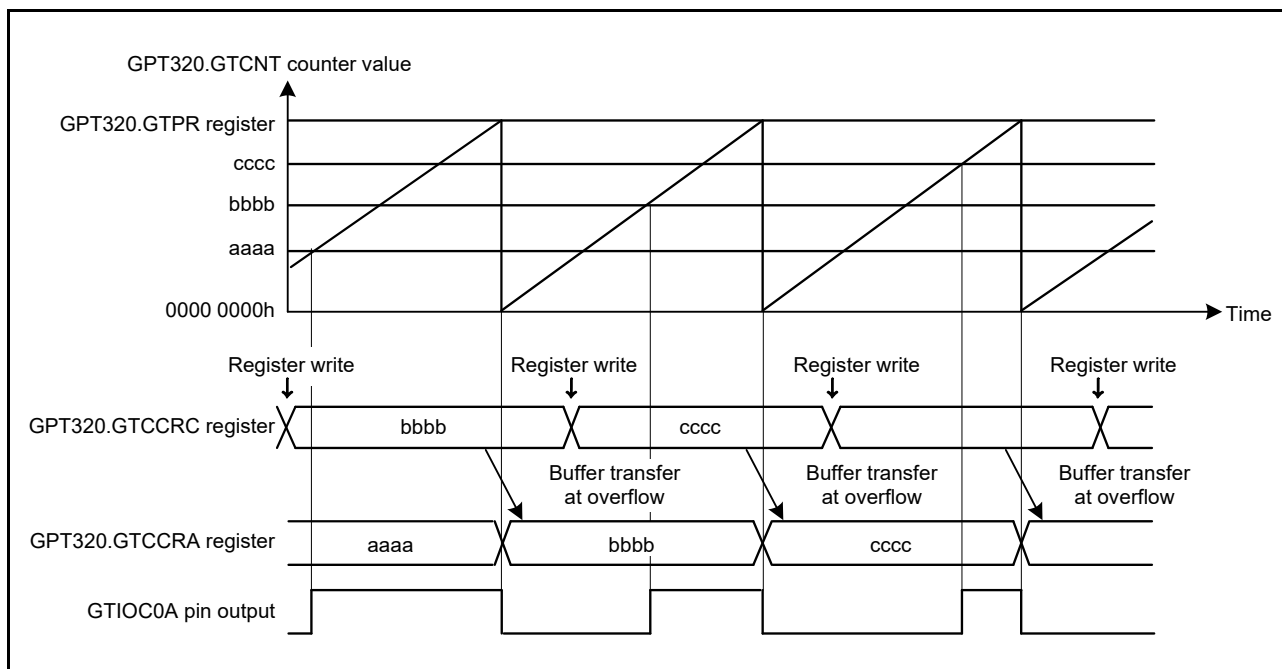 GPT320.GTCNT counter value
GPT320.GTPR register
cccc
bbbb
aaaa
0000 0000h
Time
Register write
Register write
Register write
Register write
GPT320.GTCCRC register
bbbb
cccc
Buffer transfer
at overflow
Buffer transfer
at overflow
Buffer transfer
at overflow
GPT320.GTCCRA register
aaaa
bbbb
cccc
GTIOC0A pin output